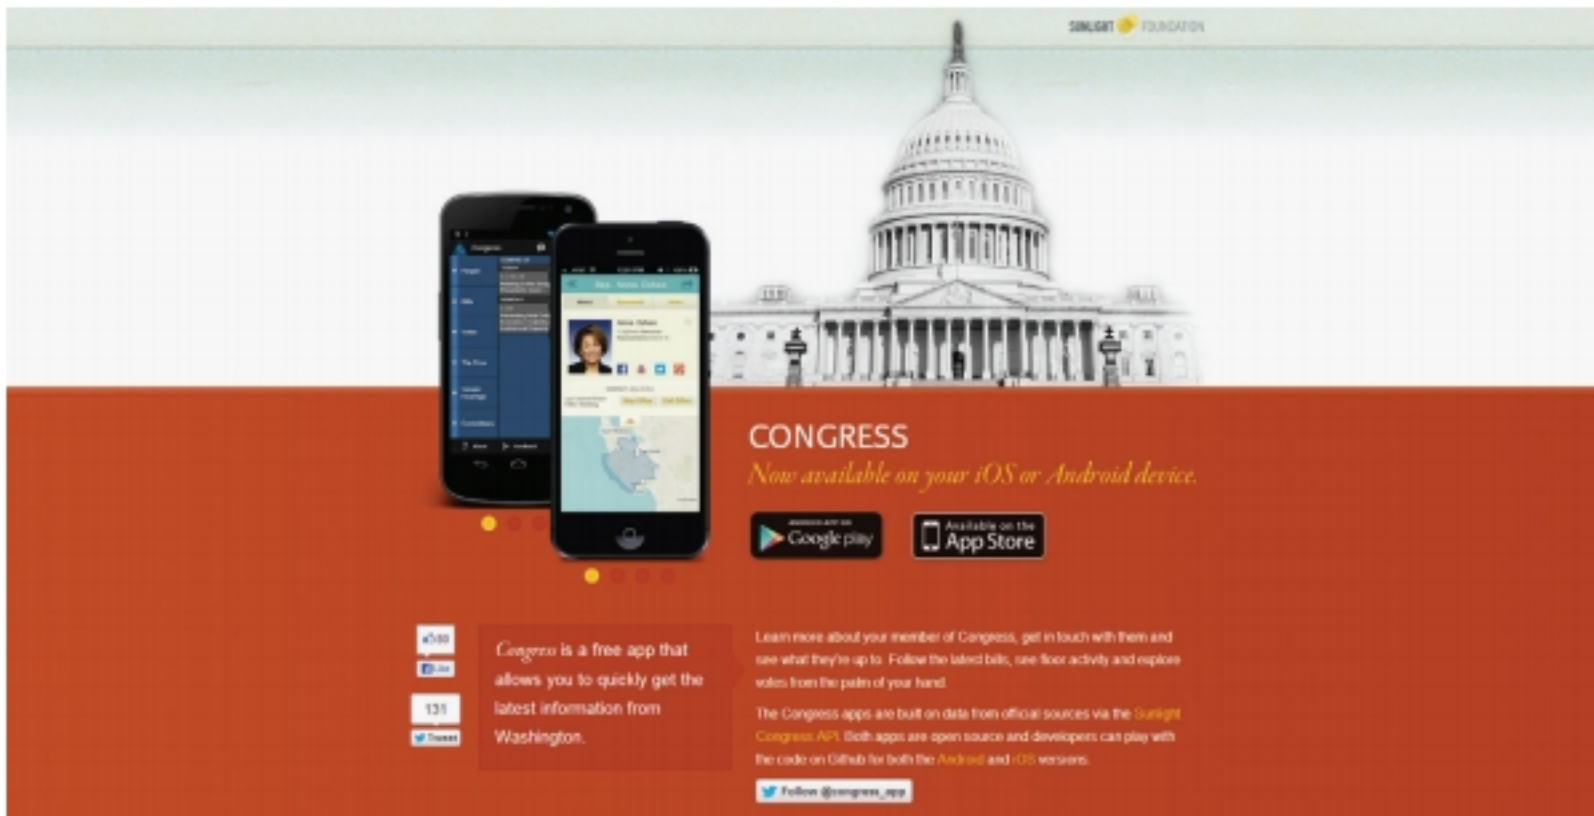 SUNLIGHT FOUNDATION
Congress
CONGRESS
Now available on your iOS or Android device.
ANDROID APP ON
Google play
Available on the
App Store
Like
131
Tweet
Congress is a free app that
allows you to quickly get the
latest information from
Washington.
Learn more about your member of Congress, get in touch with them and
see what they're up to. Follow the latest bills, see floor activity and explore
votes from the palm of your hand.
The Congress apps are built on data from official sources via the Sunlight
Congress API. Both apps are open source and developers can play with
the code on Github for both the Android and iOS versions.
Follow @congress_app